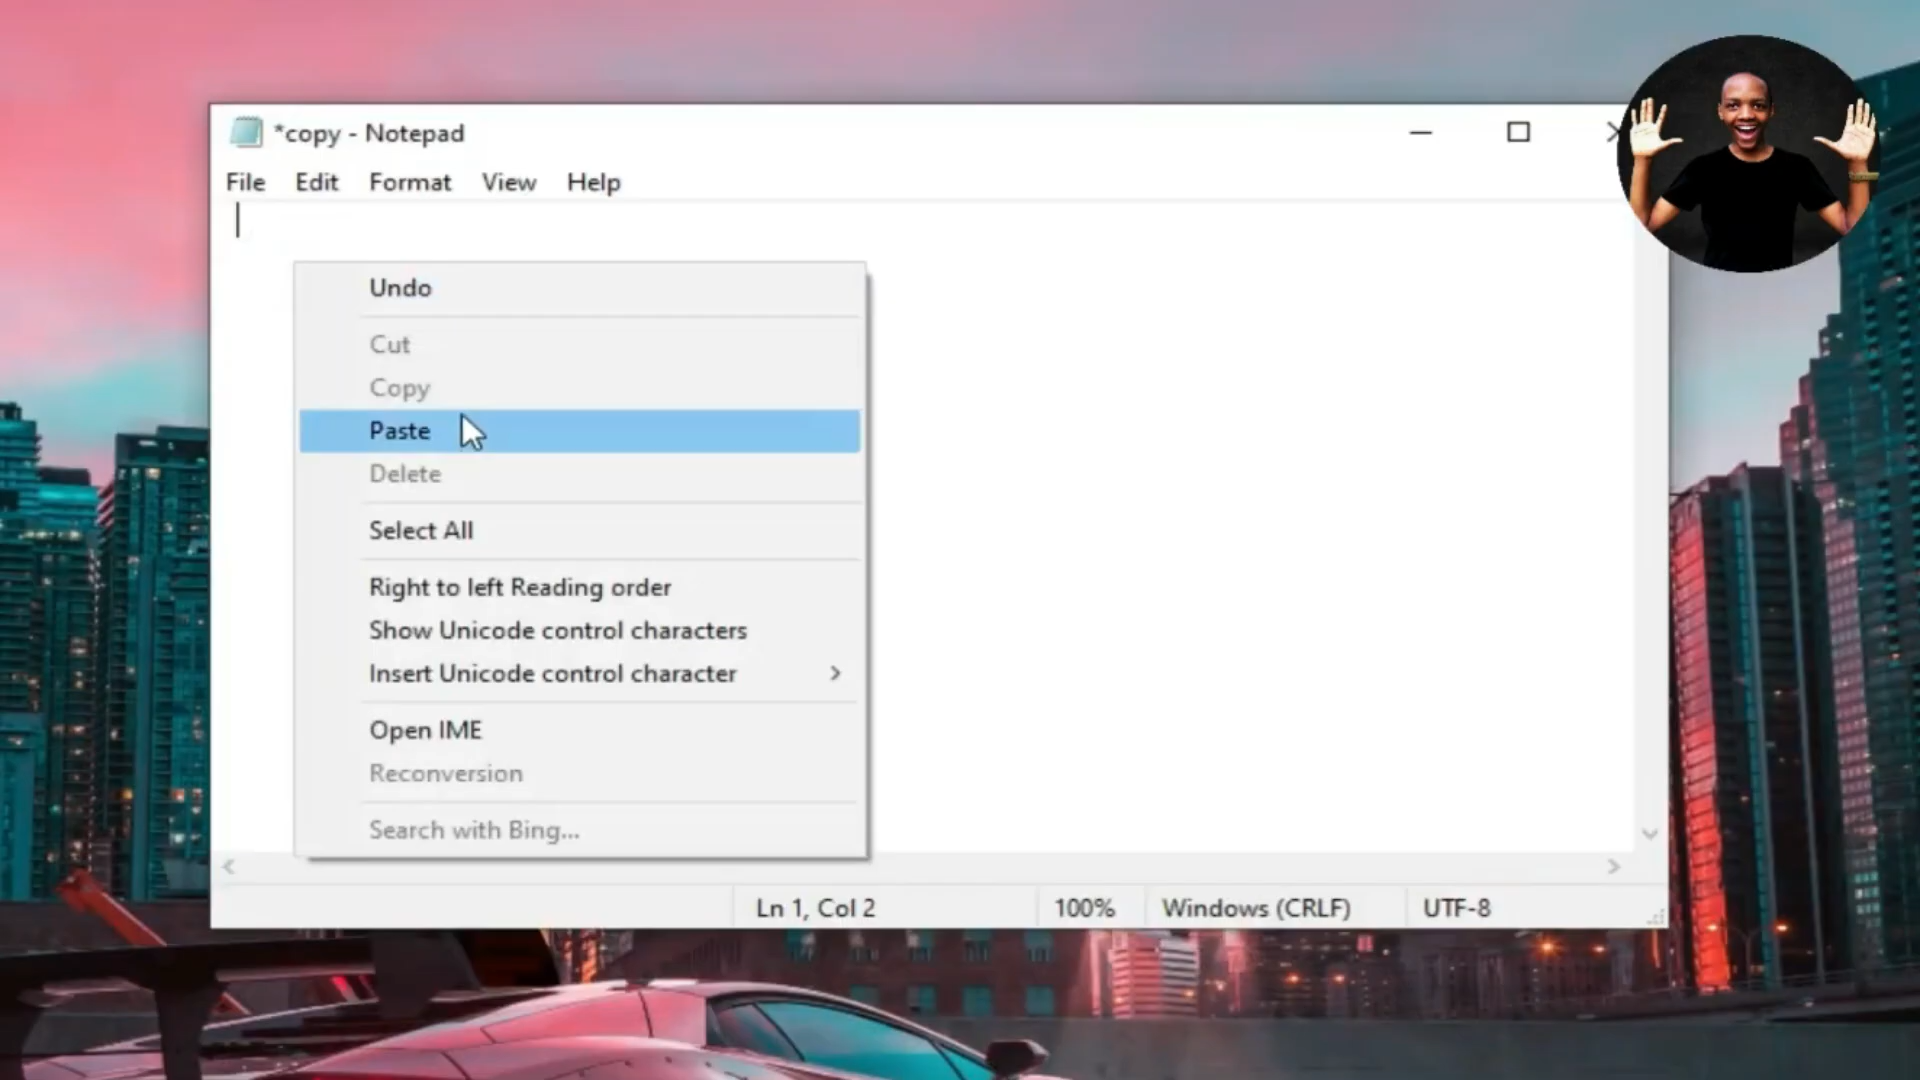 *copy - Notepad
File Edit Format View Help
Undo
Cut
Copy
Paste
Delete
Select All
Right to left Reading order
Show Unicode control characters
Insert Unicode control character
Open IME
Reconversion
Search with Bing...
Ln 1, Col 2 100% Windows (CRLF) UTF-8